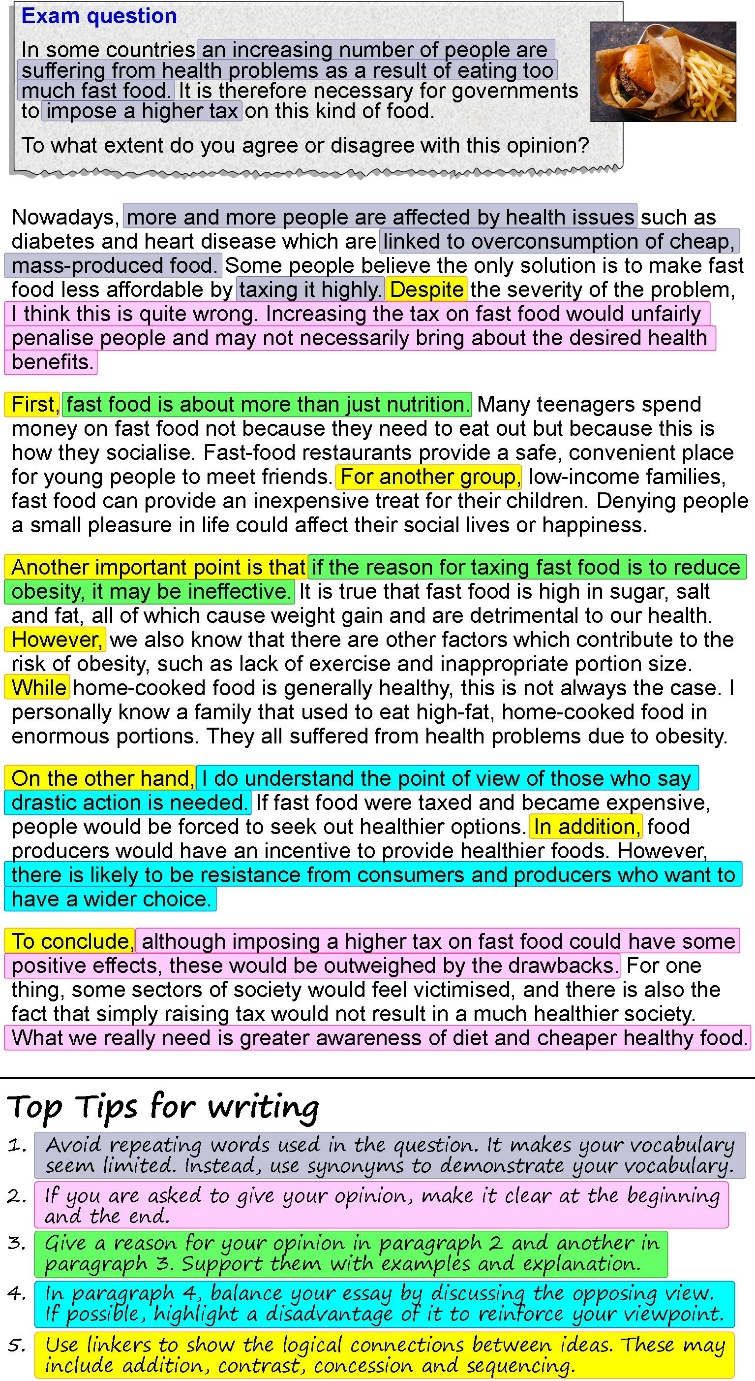 Exam question
In some countries an increasing number of people are
suffering from health problems as a result of eating too
much fast food. It is therefore necessary for governments
to impose a higher tax on this kind of food.
To what extent do you agree or disagree with this opinion?
Nowadays, more and more people are affected by health issues such as
diabetes and heart disease which are linked to overconsumption of cheap,
mass-produced food. Some people believe the only solution is to make fast
food less affordable by taxing it highly. Despite the severity of the problem,
I think this is quite wrong. Increasing the tax on fast food would unfairly
penalise people and may not necessarily bring about the desired health
benefits.
First, fast food is about more than just nutrition. Many teenagers spend
money on fast food not because they need to eat out but because this is
how they socialise. Fast-food restaurants provide a safe, convenient place
for young people to meet friends. For another group, low-income families,
fast food can provide an inexpensive treat for their children. Denying people
a small pleasure in life could affect their social lives or happiness.
Another important point is that if the reason for taxing fast food is to reduce
obesity, it may be ineffective. It is true that fast food is high in sugar, salt
and fat, all of which cause weight gain and are detrimental to our health.
However, we also know that there are other factors which contribute to the
risk of obesity, such as lack of exercise and inappropriate portion size.
While home-cooked food is generally healthy, this is not always the case. I
personally know a family that used to eat high-fat, home-cooked food in
enormous portions. They all suffered from health problems due to obesity.
On the other hand, I do understand the point of view of those who say
drastic action is needed. If fast food were taxed and became expensive,
people would be forced to seek out healthier options. In addition, food
producers would have an incentive to provide healthier foods. However,
there is likely to be resistance from consumers and producers who want to
have a wider choice.
To conclude, although imposing a higher tax on fast food could have some
positive effects, these would be outweighed by the drawbacks. For one
thing, some sectors of society would feel victimised, and there is also the
fact that simply raising tax would not result in a much healthier society.
What we really need is greater awareness of diet and cheaper healthy food.
Top Tips for writing
1. Avoid repeating words used in the question. It makes your vocabulary
seem limited. Instead, use synonyms to demonstrate your vocabulary.
2. If you are asked to give your opinion, make it clear at the beginning
and the end.
3. Give a reason for your opinion in paragraph 2 and another in
paragraph 3. Support them with examples and explanation.
4. In paragraph 4, balance your essay by discussing the opposing view.
If possible, highlight a disadvantage of it to reinforce your viewpoint.
5. Use linkers to show the logical connections between ideas. These may
include addition, contrast, concession and sequencing.